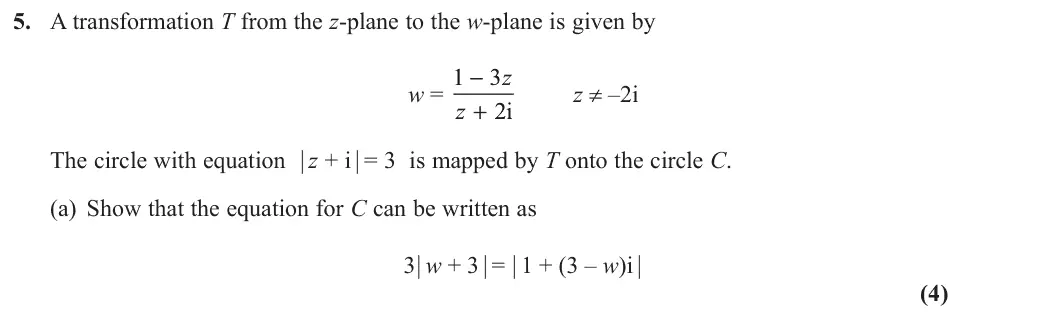 5. A transformation T from the z-plane to the w-plane is given by
w = (1 – 3z)/(z + 2i)    z ≠ –2i
The circle with equation |z + i| = 3 is mapped by T onto the circle C.
(a) Show that the equation for C can be written as
3|w + 3| = |1 + (3 – w)i|
(4)